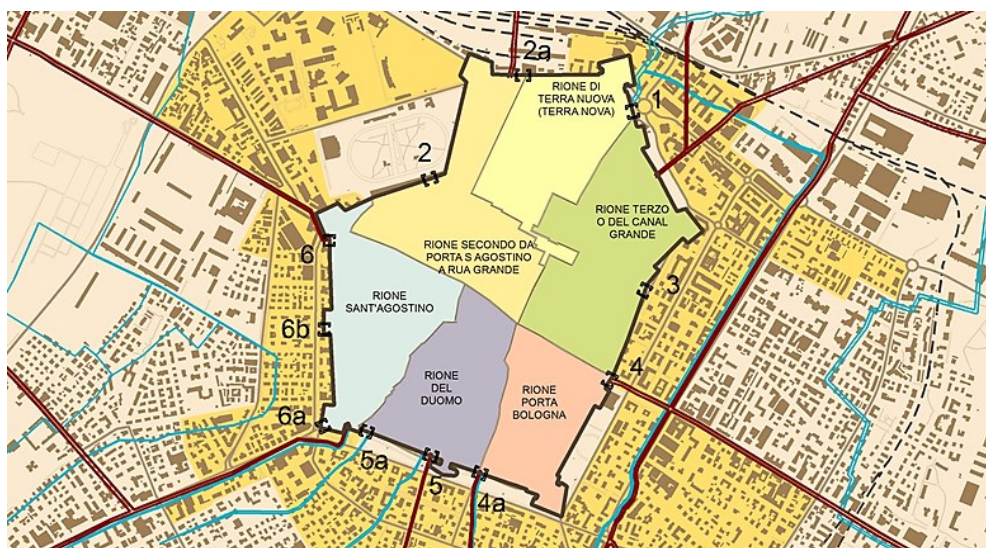 2a
RIONE DI
TERRA NUOVA
(TERRA NOVA)
1
2
RIONE TERZO
O DEL CANAL
GRANDE
6
RIONE SECONDO DA
PORTA S AGOSTINO
A RUA GRANDE
3
RIONE
SANT'AGOSTINO
6b
RIONE
DEL
DUOMO
RIONE
PORTA
BOLOGNA
4
6a
5a
5
4a